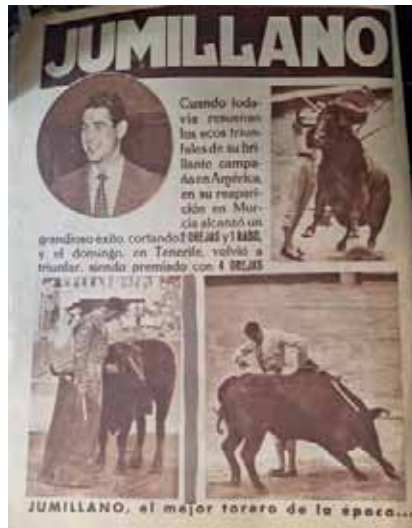 JUMILLANO
Cuando toda-
vía resuenan
los ecos triun-
fales de su bri-
llante campa-
ña en América,
en su reapari-
ción en Mur-
cia alcanzó un
grandioso éxito, cortando 2 OREJAS y 1 RABO,
y el domingo, en Tenerife, volvió a
triunfar, siendo premiado con 4 OREJAS
JUMILLANO, el mejor torero de la época...